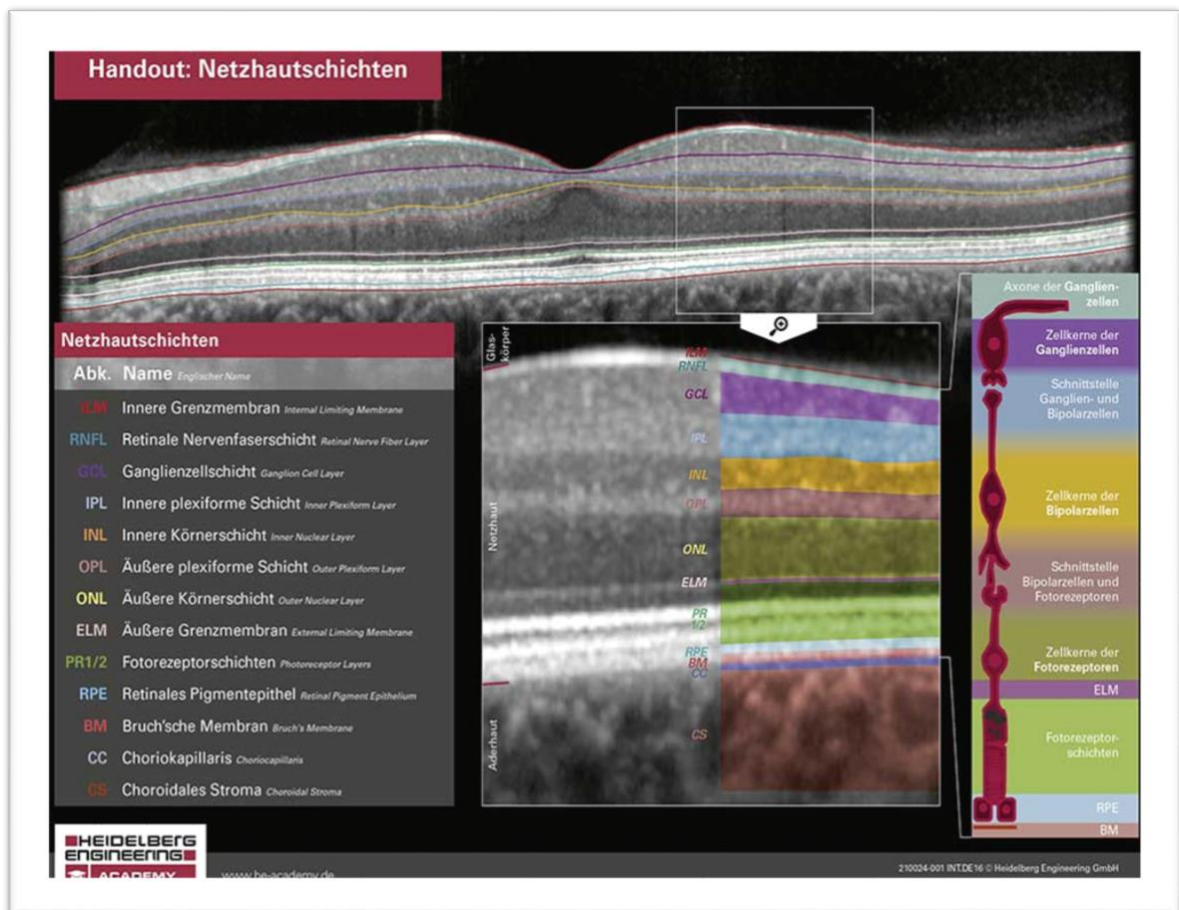 Handout: Netzhautschichten
Netzhautschichten
Abk. Name Englischer Name
ILM Innere Grenzmembran Internal Limiting Membrane
RNFL Retinale Nervenfaserschicht Retinal Nerve Fiber Layer
GCL Ganglienzellschicht Ganglion Cell Layer
IPL Innere plexiforme Schicht Inner Plexiform Layer
INL Innere Körnerschicht Inner Nuclear Layer
OPL Äußere plexiforme Schicht Outer Plexiform Layer
ONL Äußere Körnerschicht Outer Nuclear Layer
ELM Äußere Grenzmembran External Limiting Membrane
PR1/2 Fotorezeptorschichten Photoreceptor Layers
RPE Retinales Pigmentepithel Retinal Pigment Epithelium
BM Bruch'sche Membran Bruch's Membrane
CC Choriokapillaris Choriocapillaris
CS Choroidales Stroma Choroidal Stroma
Glas-
körper
Netzhaut
Aderhaut
ILM
RNFL
GCL
IPL
INL
OPL
ONL
ELM
PR
1/2
RPE
BM
CC
CS
Axone der Ganglien-
zellen
Zellkerne der
Ganglienzellen
Schnittstelle
Ganglien- und
Bipolarzellen
Zellkerne der
Bipolarzellen
Schnittstelle
Bipolarzellen und
Fotorezeptoren
Zellkerne der
Fotorezeptoren
ELM
Fotorezeptor-
schichten
RPE
BM
HEIDELBERG
ENGINEERING
ACADEMY
www.he-academy.de
210024-001 INT.DE16 © Heidelberg Engineering GmbH